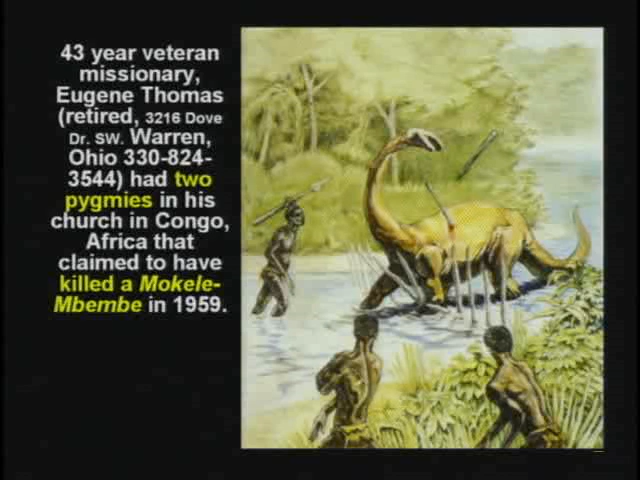 43 year veteran
missionary,
Eugene Thomas
(retired, 3216 Dove
Dr. SW. Warren,
Ohio 330-824-
3544) had two
pygmies in his
church in Congo,
Africa that
claimed to have
killed a Mokele-
Mbembe in 1959.